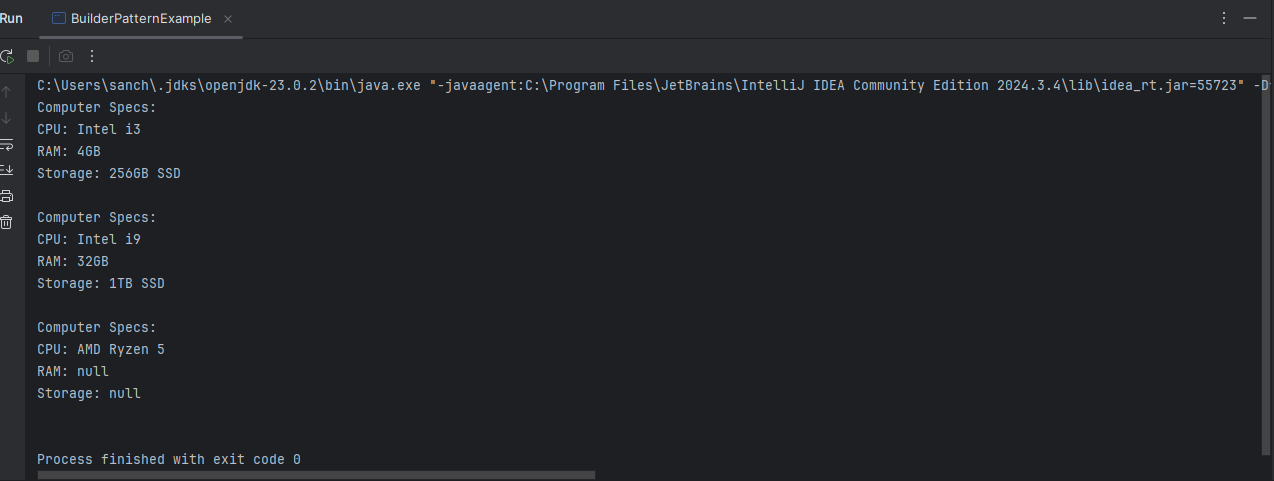 Run BuilderPatternExample
C:\Users\sanch\.jdks\openjdk-23.0.2\bin\java.exe "-javaagent:C:\Program Files\JetBrains\IntelliJ IDEA Community Edition 2024.3.4\lib\idea_rt.jar=55723" -D
Computer Specs:
CPU: Intel i3
RAM: 4GB
Storage: 256GB SSD
Computer Specs:
CPU: Intel i9
RAM: 32GB
Storage: 1TB SSD
Computer Specs:
CPU: AMD Ryzen 5
RAM: null
Storage: null
Process finished with exit code 0